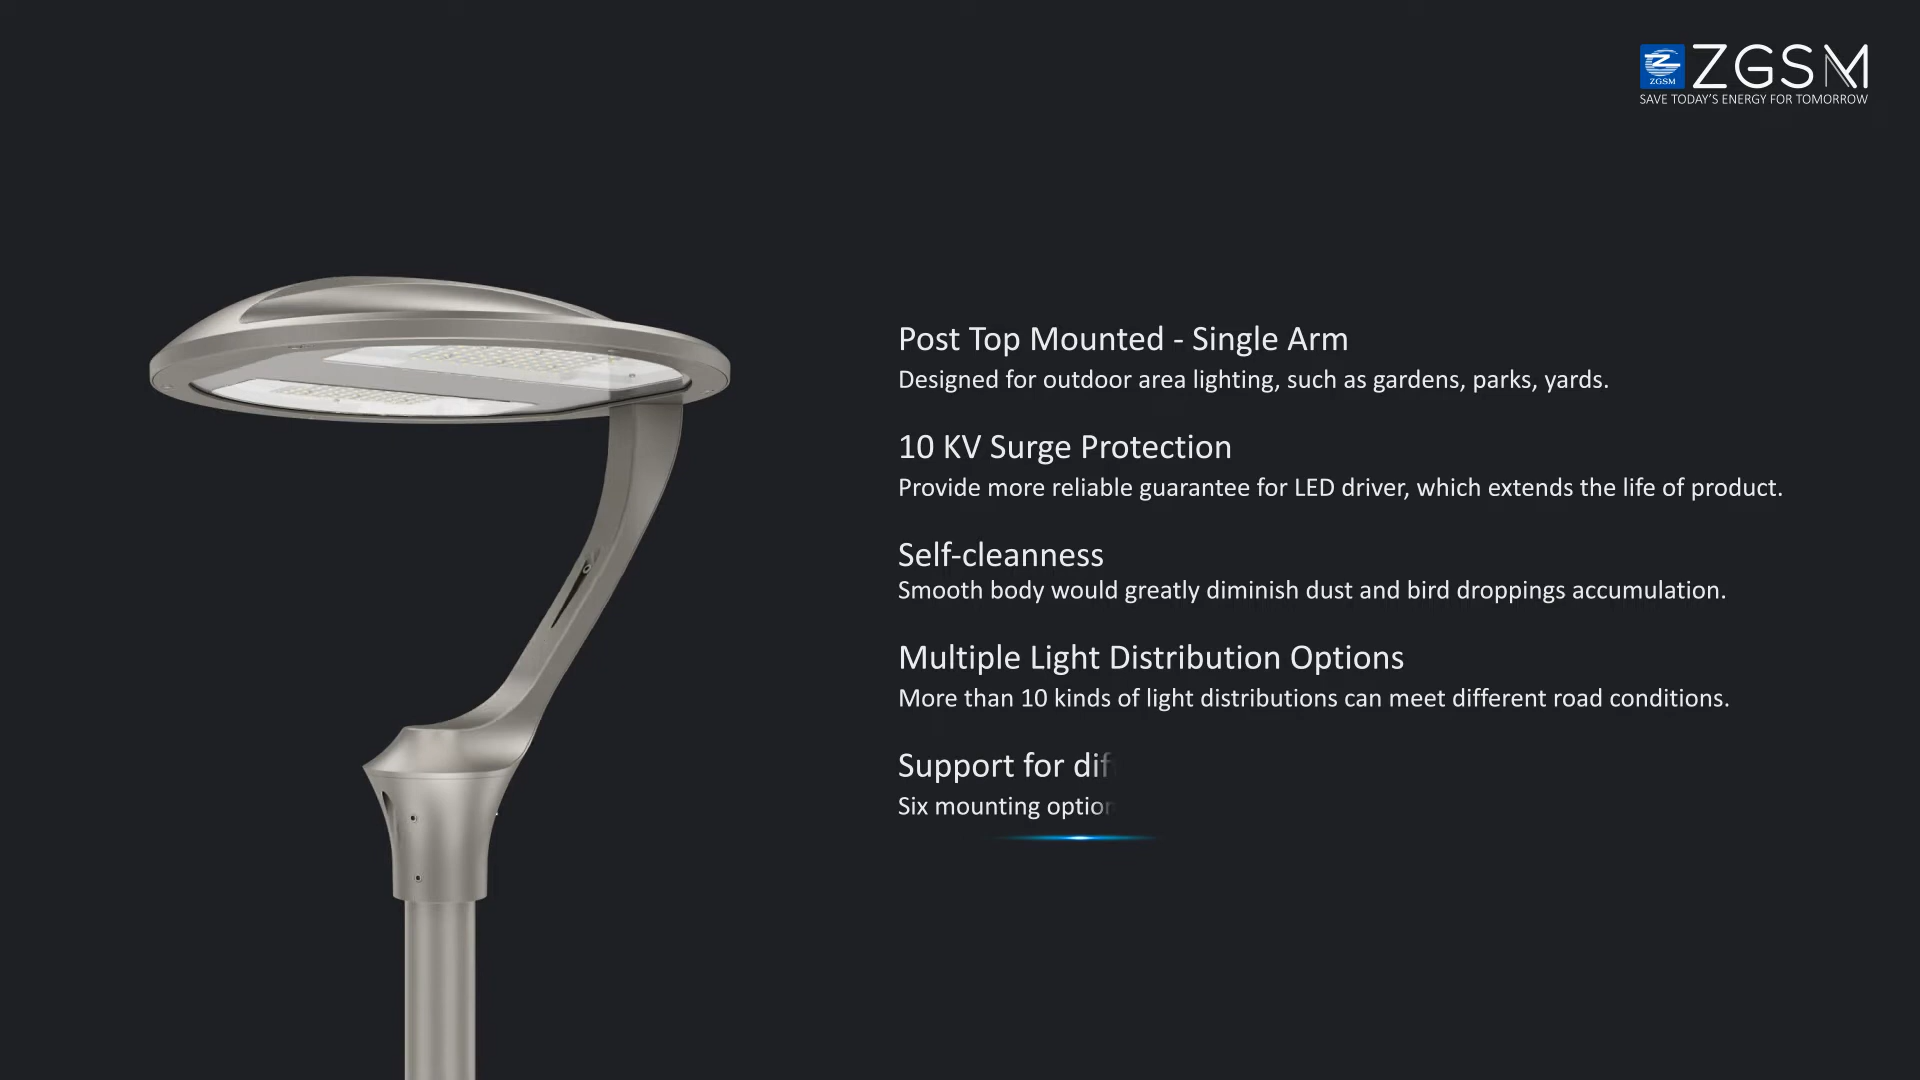 ZGSM
ZGSM
SAVE TODAY'S ENERGY FOR TOMORROW
Post Top Mounted - Single Arm
Designed for outdoor area lighting, such as gardens, parks, yards.
10 KV Surge Protection
Provide more reliable guarantee for LED driver, which extends the life of product.
Self-cleanness
Smooth body would greatly diminish dust and bird droppings accumulation.
Multiple Light Distribution Options
More than 10 kinds of light distributions can meet different road conditions.
Support for dif
Six mounting option